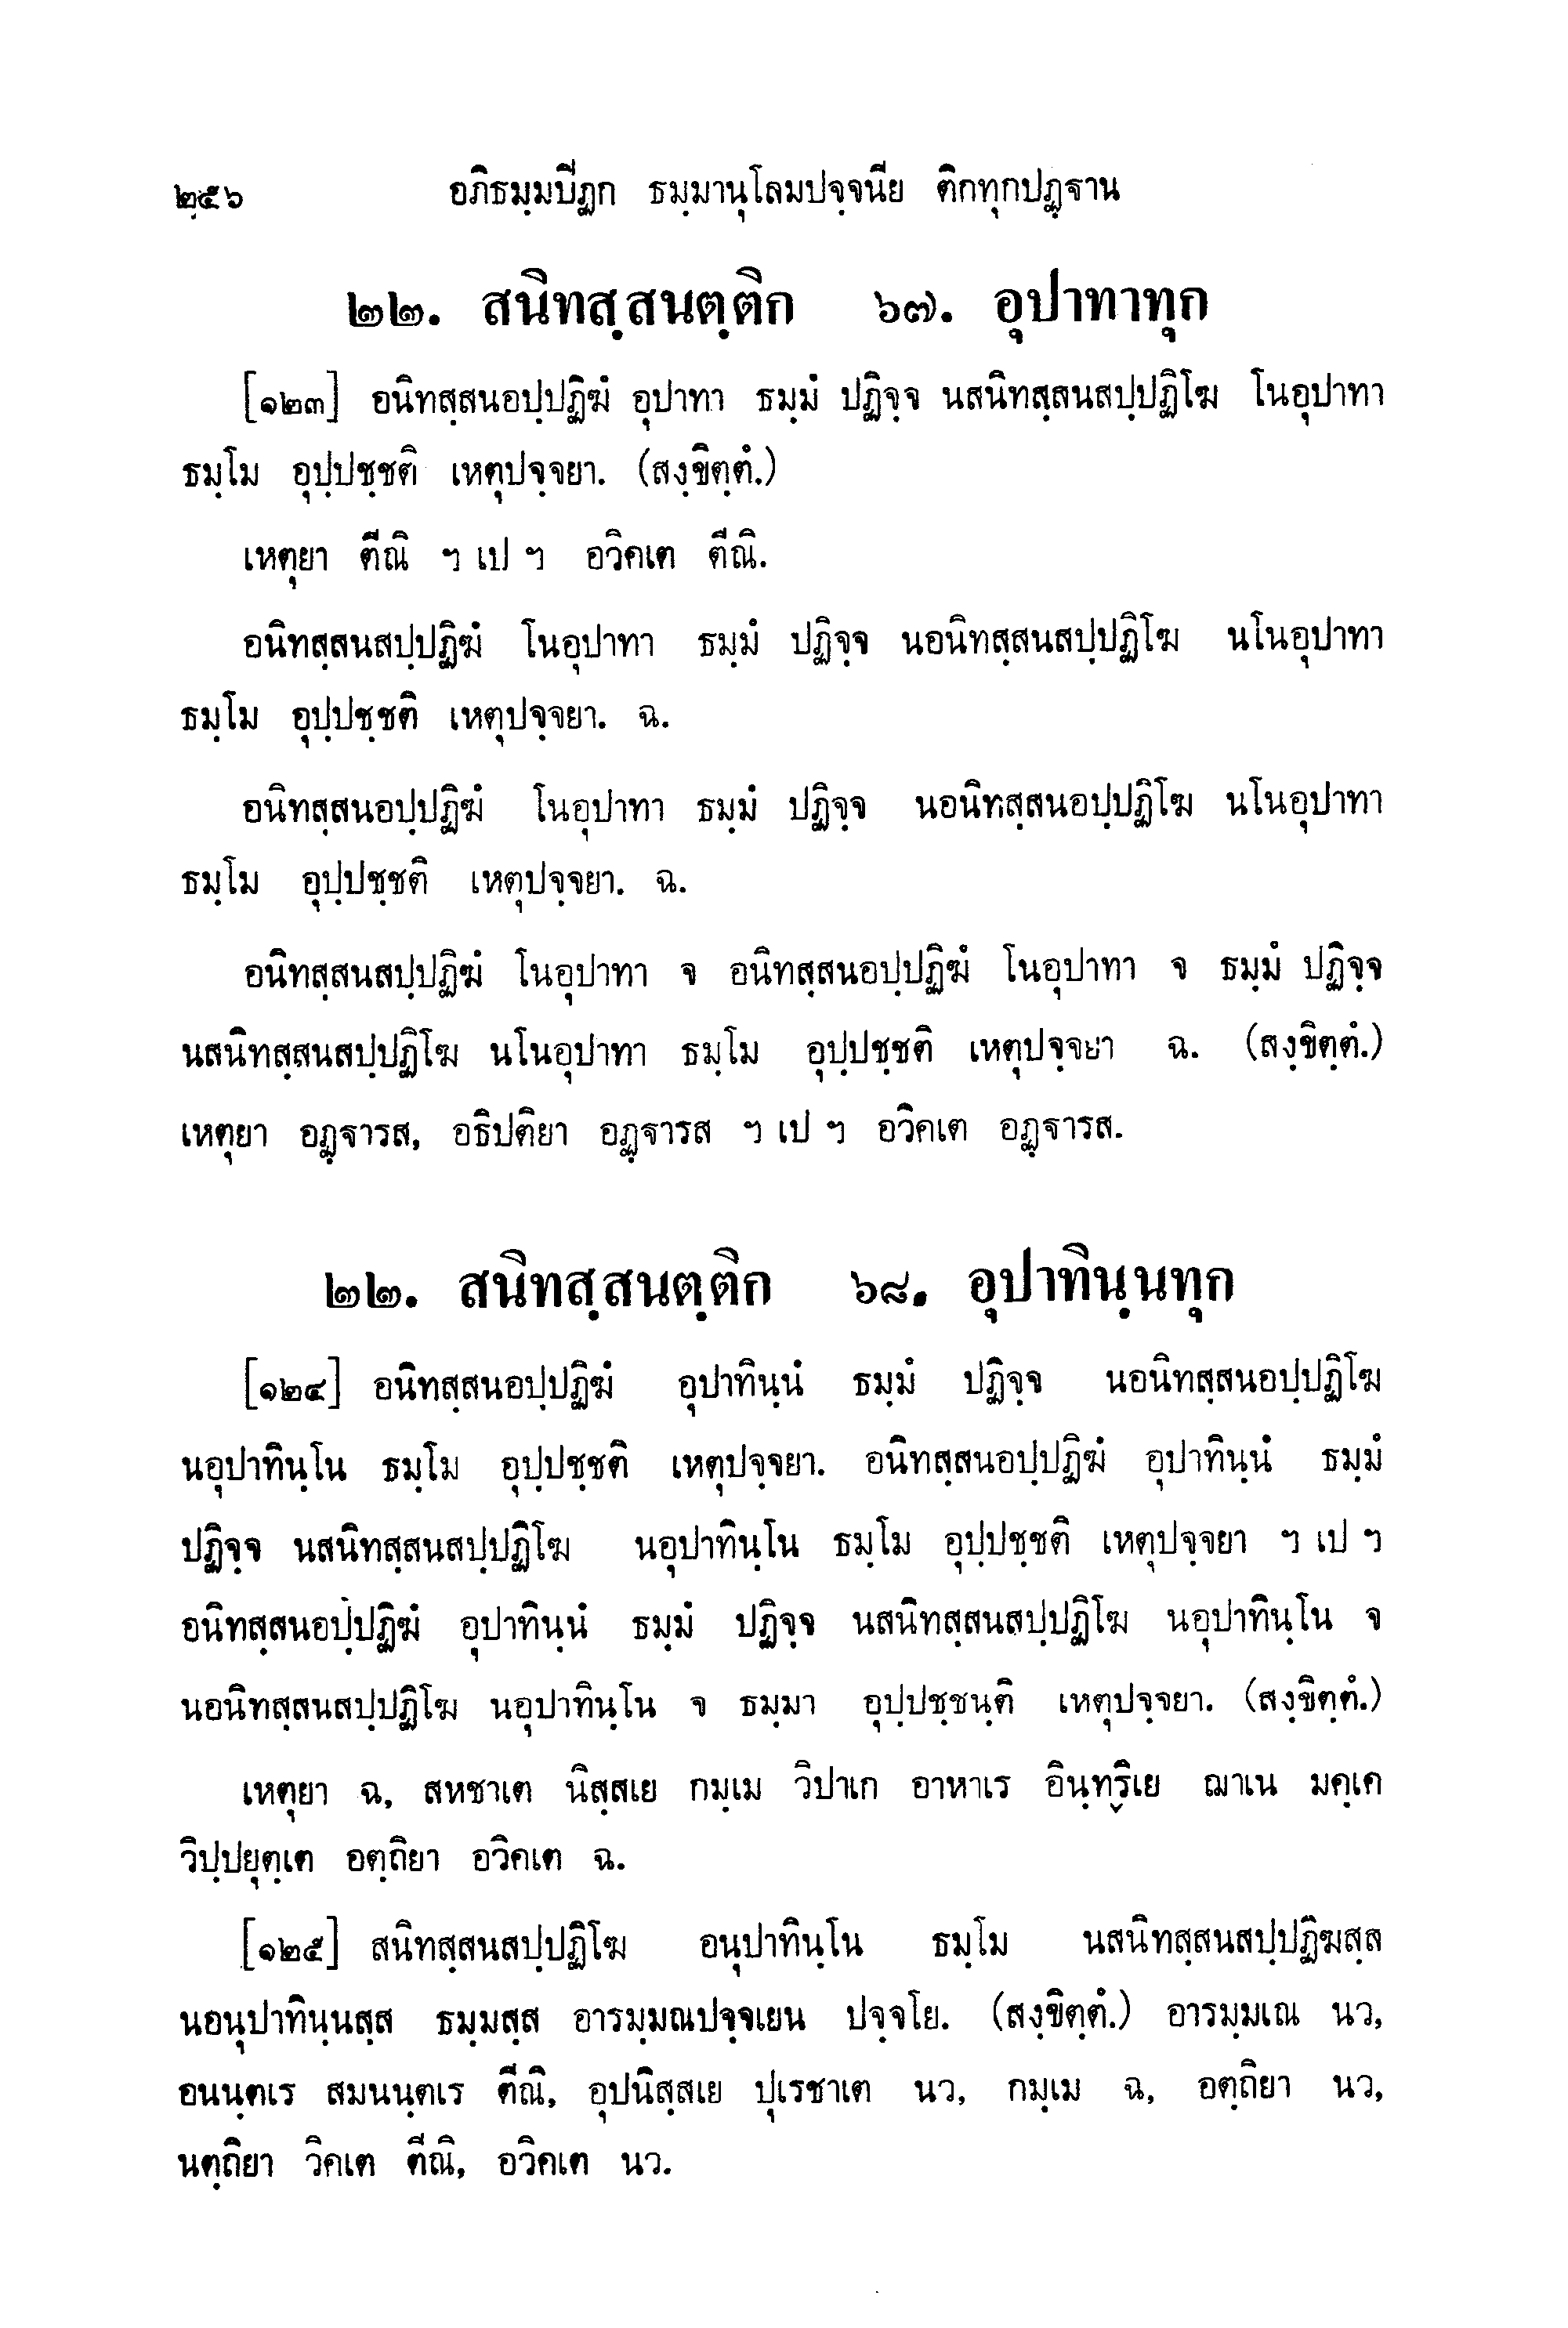 ๒๕๖ อภิธมฺมปิฏก ธมฺมานุโลมปจฺจนีย ติกทุกปฏฺฐาน
๒๒. สนิทสฺสนตฺติก ๖๗. อุปาทาทุก
[๑๒๓] อนิทสฺสนอปฺปฏิฆํ อุปาทา ธมฺมํ ปฏิจฺจ นสนิทสฺสนสปฺปฏิโฆ โนอุปาทา
ธมฺโม อุปฺปชฺชติ เหตุปจฺจยา. (สงฺขิตฺตํ.)
เหตุยา ตีณิ ฯ เป ฯ อวิคเต ตีณิ.
อนิทสฺสนสปฺปฏิฆํ โนอุปาทา ธมฺมํ ปฏิจฺจ นอนิทสฺสนสปฺปฏิโฆ นโนอุปาทา
ธมฺโม อุปฺปชฺชติ เหตุปจฺจยา. ฉ.
อนิทสฺสนอปฺปฏิฆํ โนอุปาทา ธมฺมํ ปฏิจฺจ นอนิทสฺสนอปฺปฏิโฆ นโนอุปาทา
ธมฺโม อุปฺปชฺชติ เหตุปจฺจยา. ฉ.
อนิทสฺสนสปฺปฏิฆํ โนอุปาทา จ อนิทสฺสนอปฺปฏิฆํ โนอุปาทา จ ธมฺมํ ปฏิจฺจ
นสนิทสฺสนสปฺปฏิโฆ นโนอุปาทา ธมฺโม อุปฺปชฺชติ เหตุปจฺจยา ฉ. (สงฺขิตฺตํ.)
เหตุยา อฏฺฐารส, อธิปติยา อฏฺฐารส ฯ เป ฯ อวิคเต อฏฺฐารส.
๒๒. สนิทสฺสนตฺติก ๖๘. อุปาทินฺนทุก
[๑๒๔] อนิทสฺสนอปฺปฏิฆํ อุปาทินฺนํ ธมฺมํ ปฏิจฺจ นอนิทสฺสนอปฺปฏิโฆ
นอุปาทินฺโน ธมฺโม อุปฺปชฺชติ เหตุปจฺจยา. อนิทสฺสนอปฺปฏิฆํ อุปาทินฺนํ ธมฺมํ
ปฏิจฺจ นสนิทสฺสนสปฺปฏิโฆ นอุปาทินฺโน ธมฺโม อุปฺปชฺชติ เหตุปจฺจยา ฯ เป ฯ
อนิทสฺสนอปฺปฏิฆํ อุปาทินฺนํ ธมฺมํ ปฏิจฺจ นสนิทสฺสนสปฺปฏิโฆ นอุปาทินฺโน จ
นอนิทสฺสนสปฺปฏิโฆ นอุปาทินฺโน จ ธมฺมา อุปฺปชฺชนฺติ เหตุปจฺจยา. (สงฺขิตฺตํ.)
เหตุยา ฉ, สหชาเต นิสฺสเย กมฺเม วิปาเก อาหาเร อินฺทฺริเย ฌาเน มคฺเค
วิปฺปยุตฺเต อตฺถิยา อวิคเต ฉ.
[๑๒๕] สนิทสฺสนสปฺปฏิโฆ อนุปาทินฺโน ธมฺโม นสนิทสฺสนสปฺปฏิฆสฺส
นอนุปาทินฺนสฺส ธมฺมสฺส อารมฺมณปจฺจเยน ปจฺจโย. (สงฺขิตฺตํ.) อารมฺมเณ นว,
อนนฺตเร สมนนฺตเร ตีณิ, อุปนิสฺสเย ปุเรชาเต นว, กมฺเม ฉ, อตฺถิยา นว,
นตฺถิยา วิคเต ตีณิ, อวิคเต นว.